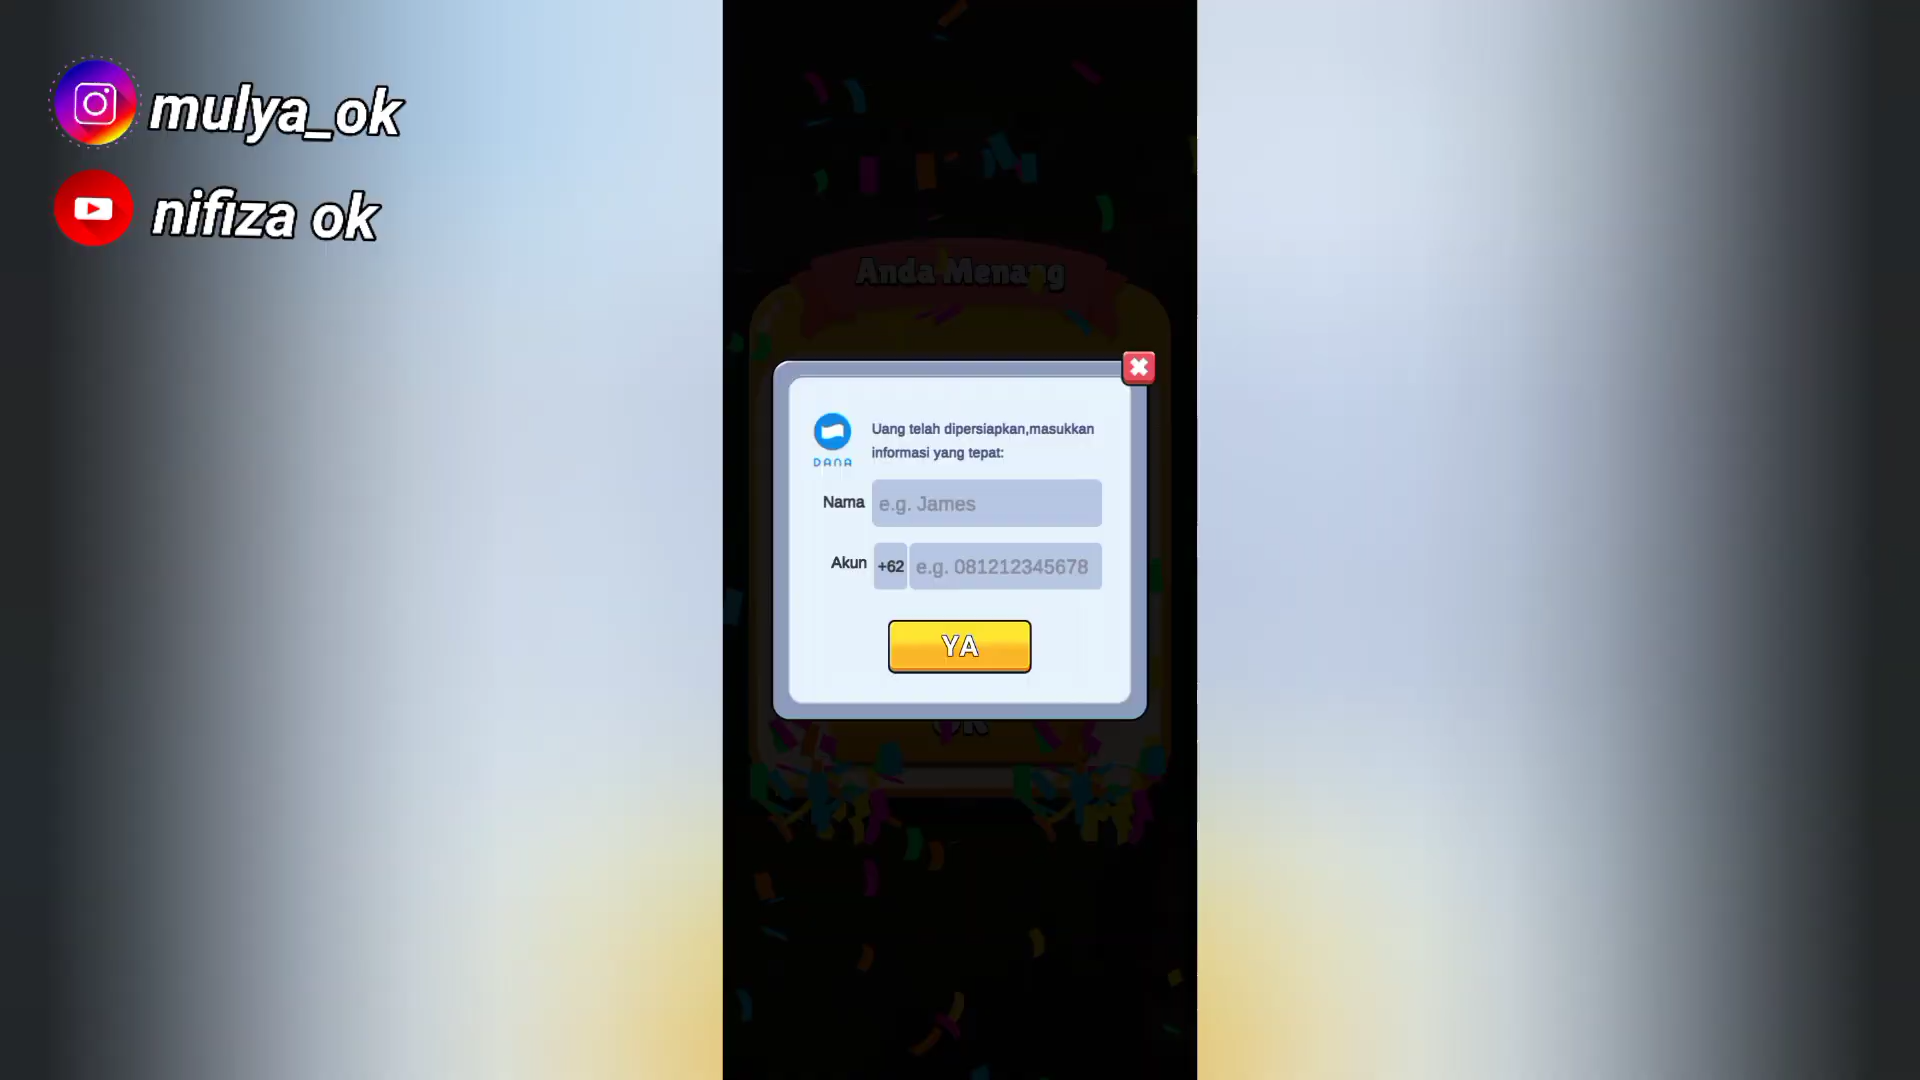 mulya_ok
nifiza ok
Anda Menang
Uang telah dipersiapkan,masukkan
informasi yang tepat:
DANA
Nama
e.g. James
Akun
+62
e.g. 081212345678
YA
OK